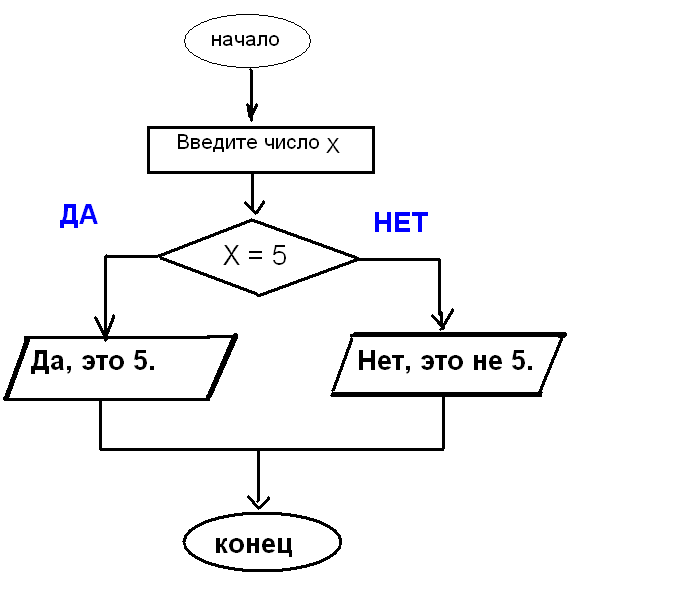 начало
Введите число X
ДА
НЕТ
X = 5
Да, это 5.
Нет, это не 5.
конец